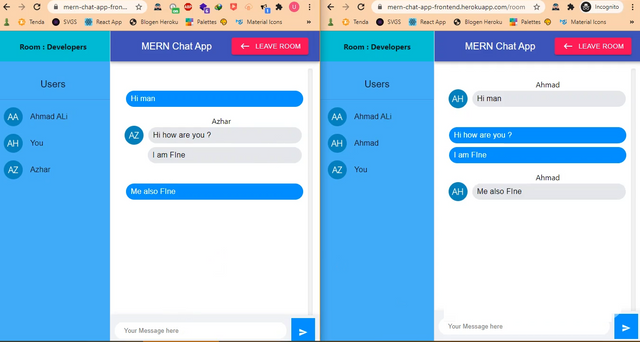 mern-chat-app-fron...
U
Tenda
SVGS
React App
Blogen Heroku
Palettes
Material Icons
»
Room : Developers
MERN Chat App
LEAVE ROOM
Users
AA Ahmad ALi
AH You
AZ Azhar
Hi man
Azhar
AZ Hi how are you ?
I am FIne
Me also FIne
Your Message here
mern-chat-app-frontend.herokuapp.com/room
Incognito
Tenda
SVGS
React App
Blogen Heroku
Palettes
Material Icons
»
Room : Developers
MERN Chat App
LEAVE ROOM
Users
AA Ahmad ALi
AH Ahmad
AZ You
Ahmad
AH Hi man
Hi how are you ?
I am FIne
Ahmad
AH Me also FIne
Your Message here